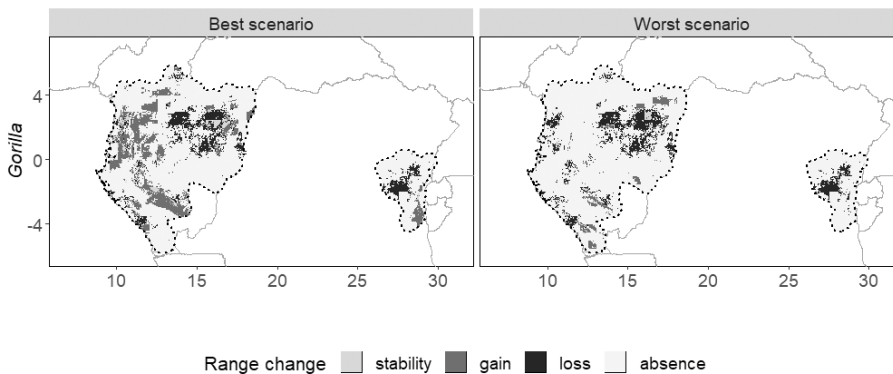 Best scenario
Worst scenario
Gorilla
4
0
-4
10
15
20
25
30
10
15
20
25
30
Range change
stability
gain
loss
absence